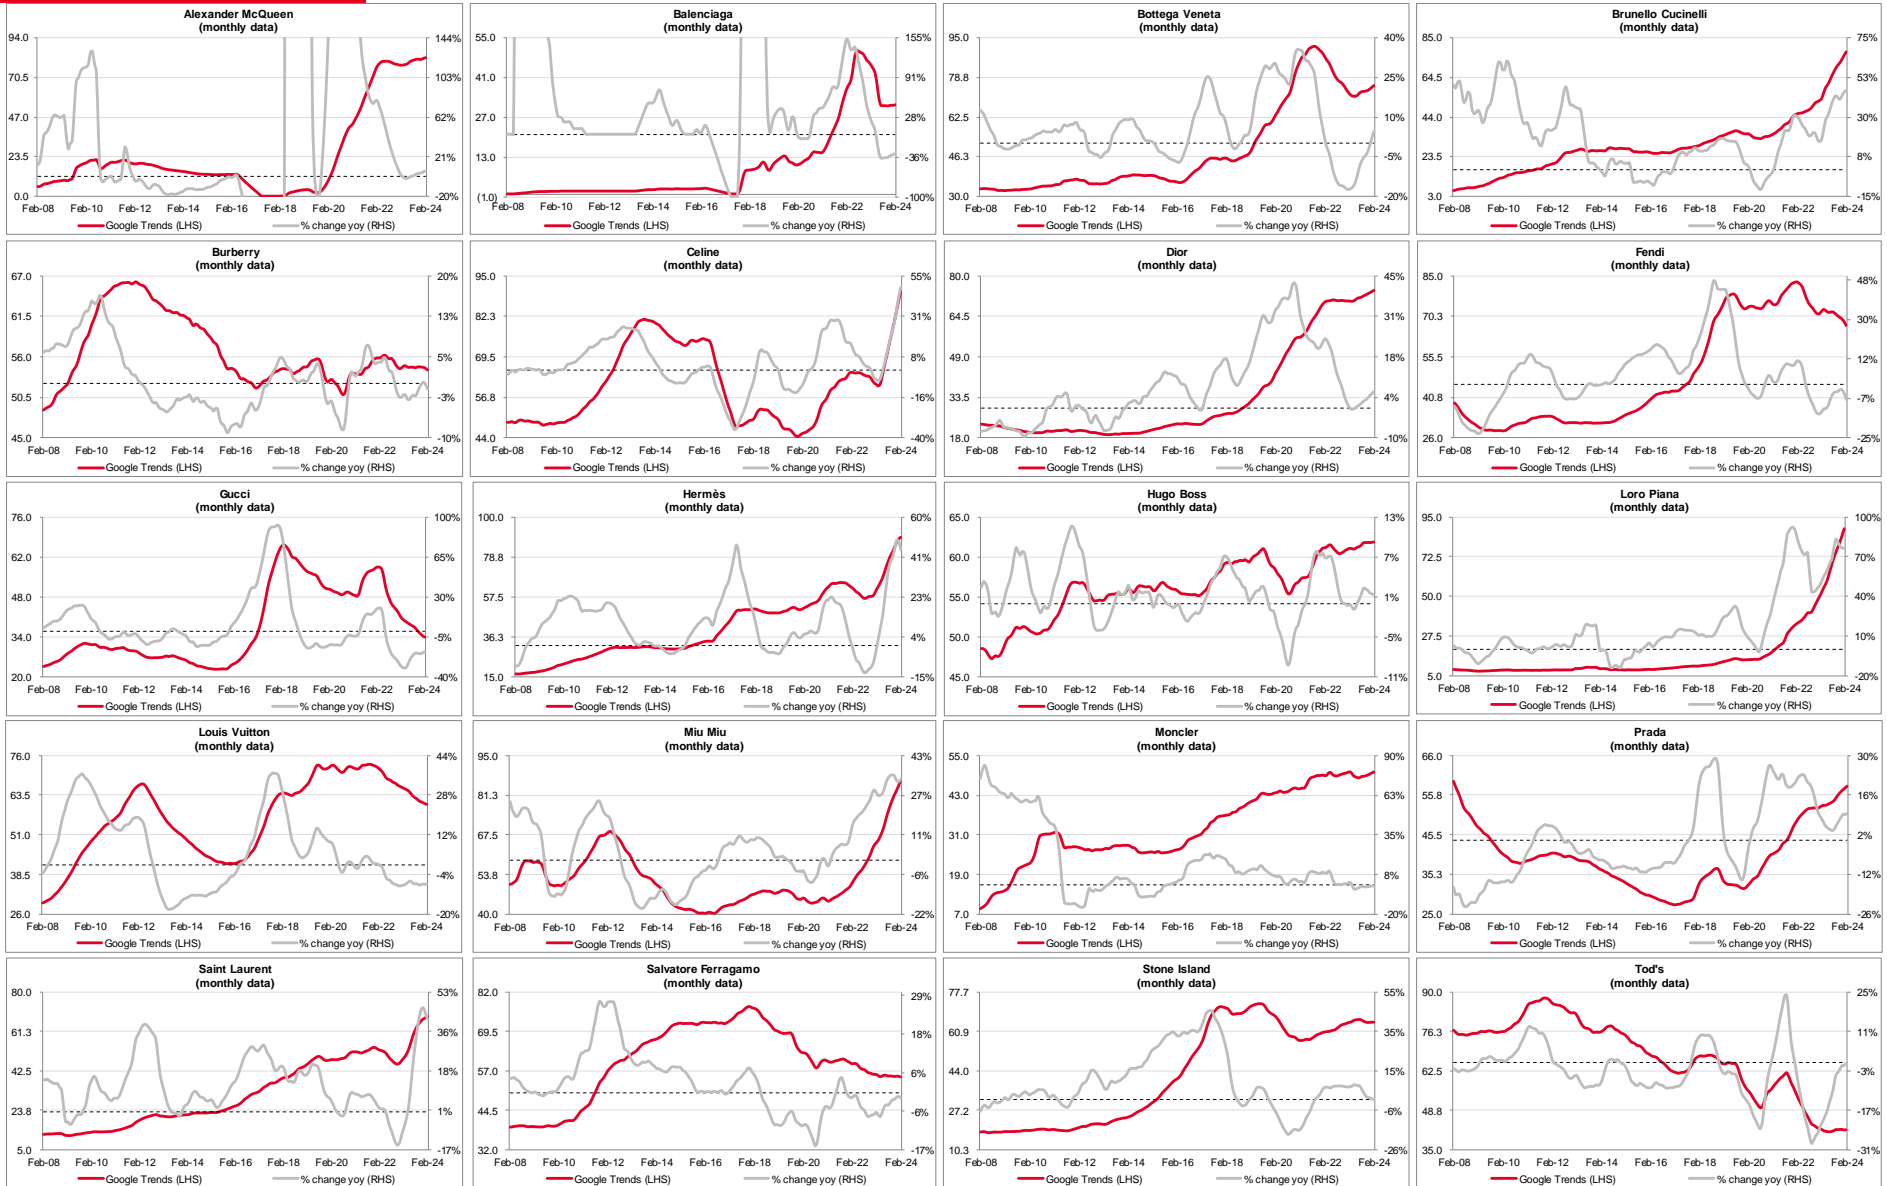 Alexander McQueen
(monthly data)
94.0
70.5
47.0
23.5
0.0
144%
103%
62%
21%
-20%
Feb-08 Feb-10 Feb-12 Feb-14 Feb-16 Feb-18 Feb-20 Feb-22 Feb-24
Google Trends (LHS) % change yoy (RHS)
Balenciaga
(monthly data)
55.0
41.0
27.0
13.0
(1.0)
155%
91%
28%
-36%
-100%
Feb-08 Feb-10 Feb-12 Feb-14 Feb-16 Feb-18 Feb-20 Feb-22 Feb-24
Google Trends (LHS) % change yoy (RHS)
Bottega Veneta
(monthly data)
95.0
78.8
62.5
46.3
30.0
40%
25%
10%
-5%
-20%
Feb-08 Feb-10 Feb-12 Feb-14 Feb-16 Feb-18 Feb-20 Feb-22 Feb-24
Google Trends (LHS) % change yoy (RHS)
Brunello Cucinelli
(monthly data)
85.0
64.5
44.0
23.5
3.0
75%
53%
30%
8%
-15%
Feb-08 Feb-10 Feb-12 Feb-14 Feb-16 Feb-18 Feb-20 Feb-22 Feb-24
Google Trends (LHS) % change yoy (RHS)
Burberry
(monthly data)
67.0
61.5
56.0
50.5
45.0
20%
13%
5%
-3%
-10%
Feb-08 Feb-10 Feb-12 Feb-14 Feb-16 Feb-18 Feb-20 Feb-22 Feb-24
Google Trends (LHS) % change yoy (RHS)
Celine
(monthly data)
95.0
82.3
69.5
56.8
44.0
55%
31%
8%
-16%
-40%
Feb-08 Feb-10 Feb-12 Feb-14 Feb-16 Feb-18 Feb-20 Feb-22 Feb-24
Google Trends (LHS) % change yoy (RHS)
Dior
(monthly data)
80.0
64.5
49.0
33.5
18.0
45%
31%
18%
4%
-10%
Feb-08 Feb-10 Feb-12 Feb-14 Feb-16 Feb-18 Feb-20 Feb-22 Feb-24
Google Trends (LHS) % change yoy (RHS)
Fendi
(monthly data)
85.0
70.3
55.5
40.8
26.0
48%
30%
12%
-7%
-25%
Feb-08 Feb-10 Feb-12 Feb-14 Feb-16 Feb-18 Feb-20 Feb-22 Feb-24
Google Trends (LHS) % change yoy (RHS)
Gucci
(monthly data)
76.0
62.0
48.0
34.0
20.0
100%
65%
30%
-5%
-40%
Feb-08 Feb-10 Feb-12 Feb-14 Feb-16 Feb-18 Feb-20 Feb-22 Feb-24
Google Trends (LHS) % change yoy (RHS)
Hermès
(monthly data)
100.0
78.8
57.5
36.3
15.0
60%
41%
23%
4%
-15%
Feb-08 Feb-10 Feb-12 Feb-14 Feb-16 Feb-18 Feb-20 Feb-22 Feb-24
Google Trends (LHS) % change yoy (RHS)
Hugo Boss
(monthly data)
65.0
60.0
55.0
50.0
45.0
13%
7%
1%
-5%
-11%
Feb-08 Feb-10 Feb-12 Feb-14 Feb-16 Feb-18 Feb-20 Feb-22 Feb-24
Google Trends (LHS) % change yoy (RHS)
Loro Piana
(monthly data)
95.0
72.5
50.0
27.5
5.0
100%
70%
40%
10%
-20%
Feb-08 Feb-10 Feb-12 Feb-14 Feb-16 Feb-18 Feb-20 Feb-22 Feb-24
Google Trends (LHS) % change yoy (RHS)
Louis Vuitton
(monthly data)
76.0
63.5
51.0
38.5
26.0
44%
28%
12%
-4%
-20%
Feb-08 Feb-10 Feb-12 Feb-14 Feb-16 Feb-18 Feb-20 Feb-22 Feb-24
Google Trends (LHS) % change yoy (RHS)
Miu Miu
(monthly data)
95.0
81.3
67.5
53.8
40.0
43%
27%
11%
-6%
-22%
Feb-08 Feb-10 Feb-12 Feb-14 Feb-16 Feb-18 Feb-20 Feb-22 Feb-24
Google Trends (LHS) % change yoy (RHS)
Moncler
(monthly data)
55.0
43.0
31.0
19.0
7.0
90%
63%
35%
8%
-20%
Feb-08 Feb-10 Feb-12 Feb-14 Feb-16 Feb-18 Feb-20 Feb-22 Feb-24
Google Trends (LHS) % change yoy (RHS)
Prada
(monthly data)
66.0
55.8
45.5
35.3
25.0
30%
16%
2%
-12%
-26%
Feb-08 Feb-10 Feb-12 Feb-14 Feb-16 Feb-18 Feb-20 Feb-22 Feb-24
Google Trends (LHS) % change yoy (RHS)
Saint Laurent
(monthly data)
80.0
61.3
42.5
23.8
5.0
53%
36%
18%
1%
-17%
Feb-08 Feb-10 Feb-12 Feb-14 Feb-16 Feb-18 Feb-20 Feb-22 Feb-24
Google Trends (LHS) % change yoy (RHS)
Salvatore Ferragamo
(monthly data)
82.0
69.5
57.0
44.5
32.0
29%
18%
6%
-6%
-17%
Feb-08 Feb-10 Feb-12 Feb-14 Feb-16 Feb-18 Feb-20 Feb-22 Feb-24
Google Trends (LHS) % change yoy (RHS)
Stone Island
(monthly data)
77.7
60.9
44.0
27.2
10.3
55%
35%
15%
-6%
-26%
Feb-08 Feb-10 Feb-12 Feb-14 Feb-16 Feb-18 Feb-20 Feb-22 Feb-24
Google Trends (LHS) % change yoy (RHS)
Tod's
(monthly data)
90.0
76.3
62.5
48.8
35.0
25%
11%
-3%
-17%
-31%
Feb-08 Feb-10 Feb-12 Feb-14 Feb-16 Feb-18 Feb-20 Feb-22 Feb-24
Google Trends (LHS) % change yoy (RHS)